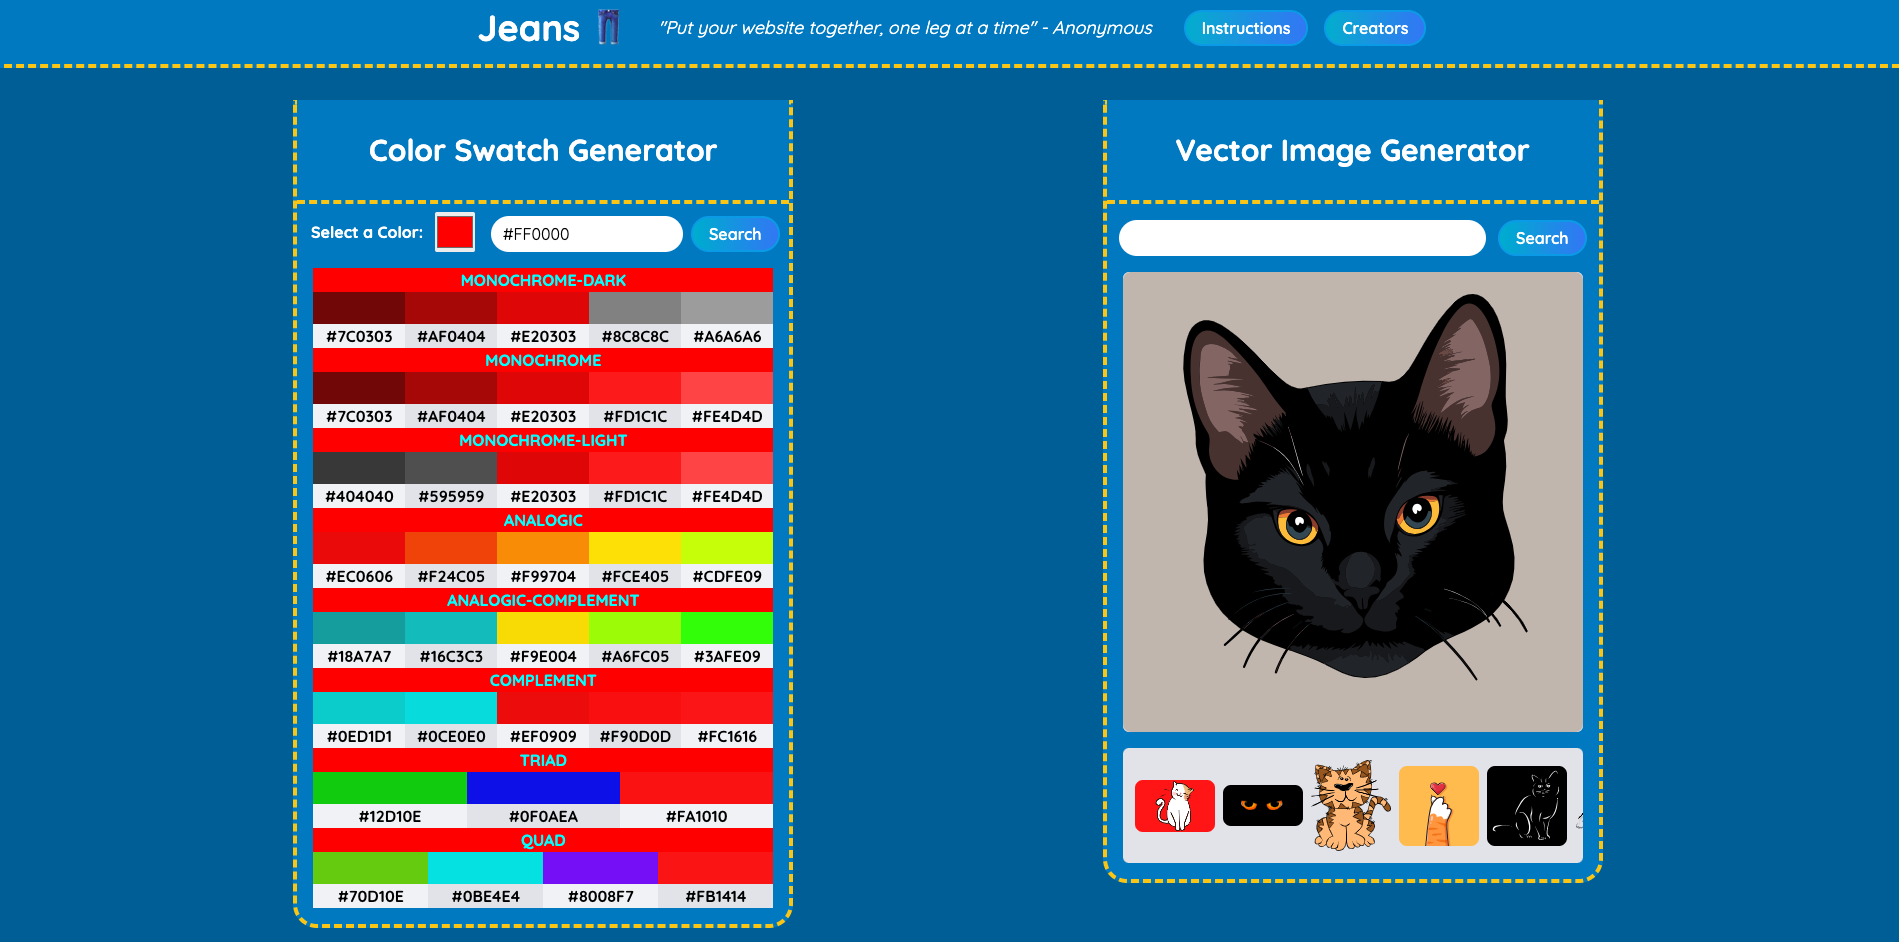 Jeans
"Put your website together, one leg at a time" - Anonymous
Instructions
Creators
Color Swatch Generator
Select a Color:
#FF0000
Search
MONOCHROME-DARK
#7C0303 #AF0404 #E20303 #8C8C8C #A6A6A6
MONOCHROME
#7C0303 #AF0404 #E20303 #FD1C1C #FE4D4D
MONOCHROME-LIGHT
#404040 #595959 #E20303 #FD1C1C #FE4D4D
ANALOGIC
#EC0606 #F24C05 #F99704 #FCE405 #CDFE09
ANALOGIC-COMPLEMENT
#18A7A7 #16C3C3 #F9E004 #A6FC05 #3AFE09
COMPLEMENT
#0ED1D1 #0CE0E0 #EF0909 #F90D0D #FC1616
TRIAD
#12D10E #0F0AEA #FA1010
QUAD
#70D10E #0BE4E4 #8008F7 #FB1414
Vector Image Generator
Search